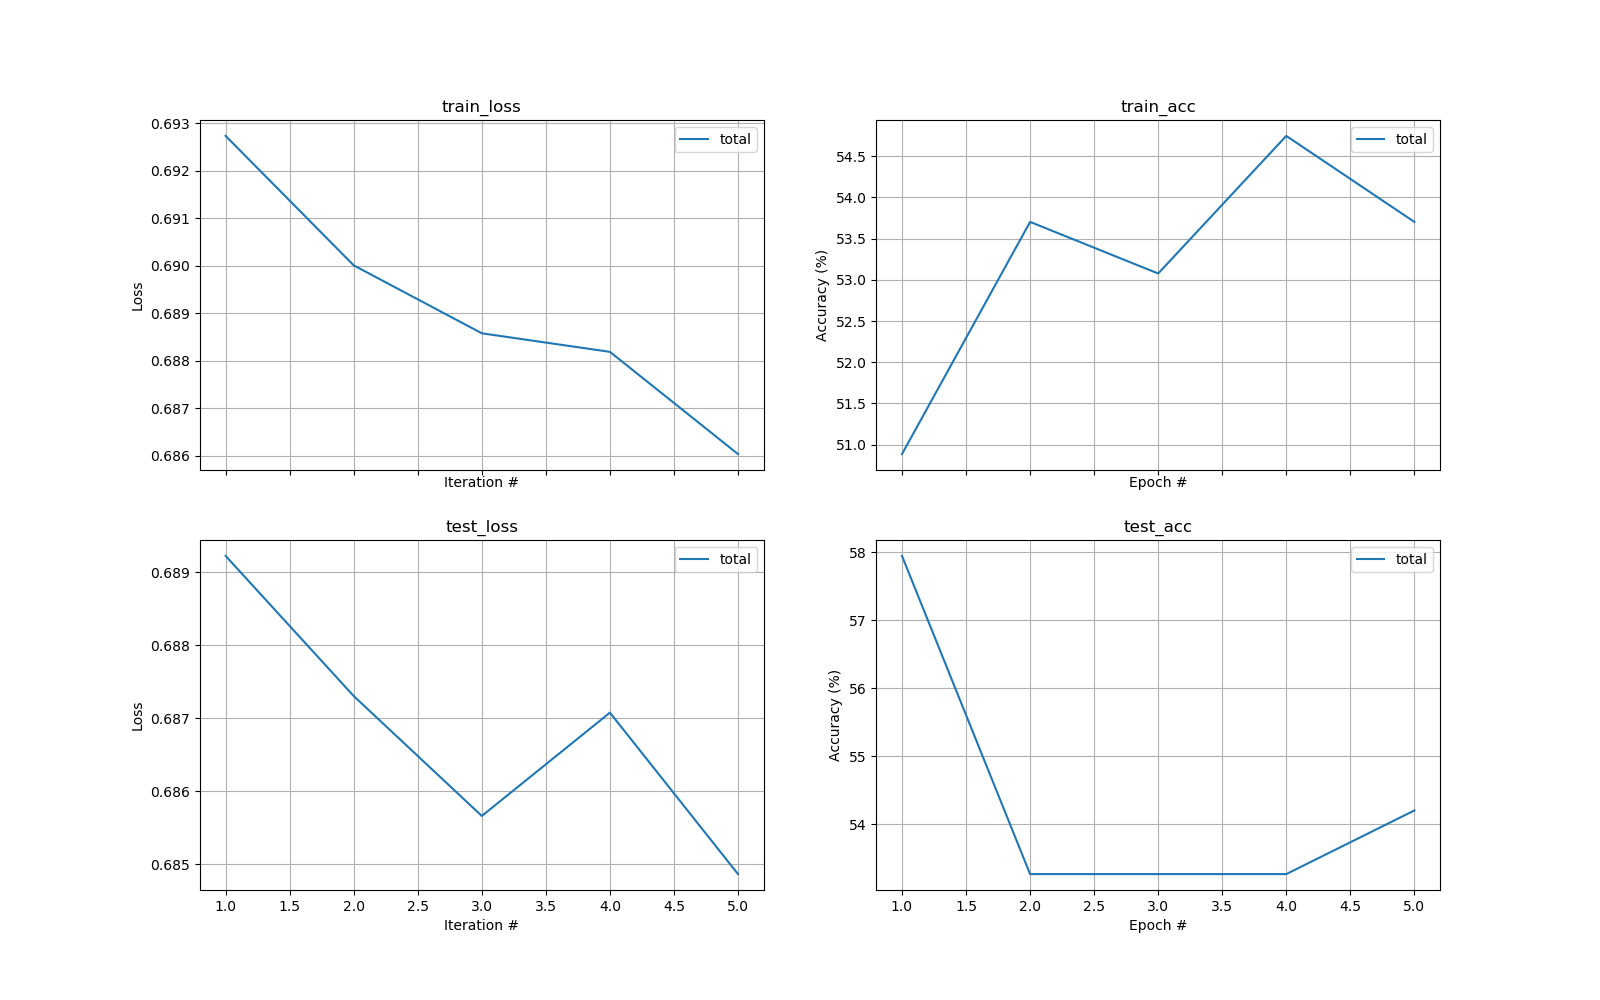 train_loss
0.693
0.692
0.691
0.690
0.689
0.688
0.687
0.686
Loss
total
Iteration #
train_acc
54.5
54.0
53.5
53.0
52.5
52.0
51.5
51.0
Accuracy (%)
total
Epoch #
test_loss
0.689
0.688
0.687
0.686
0.685
Loss
total
1.0 1.5 2.0 2.5 3.0 3.5 4.0 4.5 5.0
Iteration #
test_acc
58
57
56
55
54
Accuracy (%)
total
1.0 1.5 2.0 2.5 3.0 3.5 4.0 4.5 5.0
Epoch #